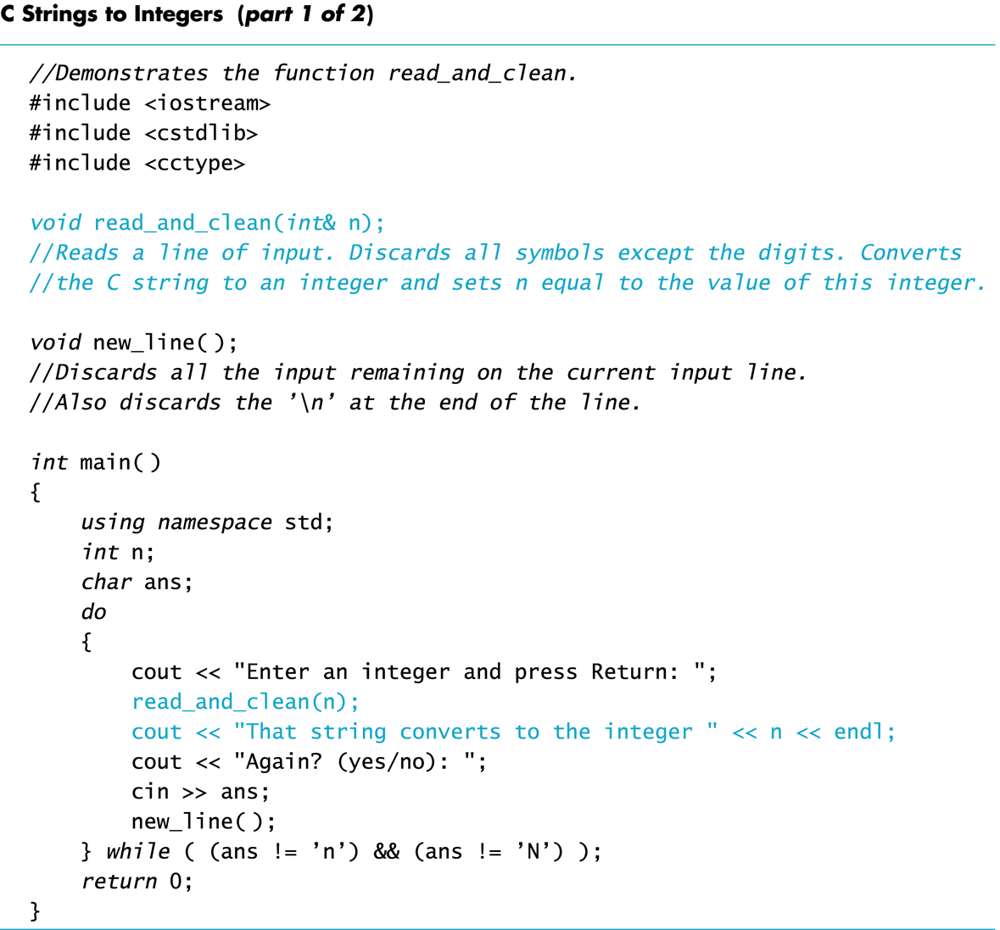 C Strings to Integers (part 1 of 2)
//Demonstrates the function read_and_clean.
#include <iostream>
#include <cstdlib>
#include <cctype>
void read_and_clean(int& n);
//Reads a line of input. Discards all symbols except the digits. Converts
//the C string to an integer and sets n equal to the value of this integer.
void new_line( );
//Discards all the input remaining on the current input line.
//Also discards the ’\n’ at the end of the line.
int main( )
{
    using namespace std;
    int n;
    char ans;
    do
    {
        cout << "Enter an integer and press Return: ";
        read_and_clean(n);
        cout << "That string converts to the integer " << n << endl;
        cout << "Again? (yes/no): ";
        cin >> ans;
        new_line( );
    } while ( (ans != ’n’) && (ans != ’N’) );
    return 0;
}